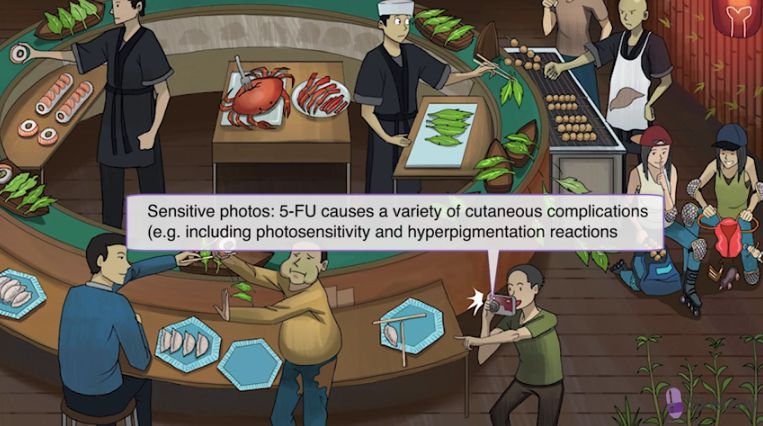 Sensitive photos: 5-FU causes a variety of cutaneous complications
(e.g. including photosensitivity and hyperpigmentation reactions